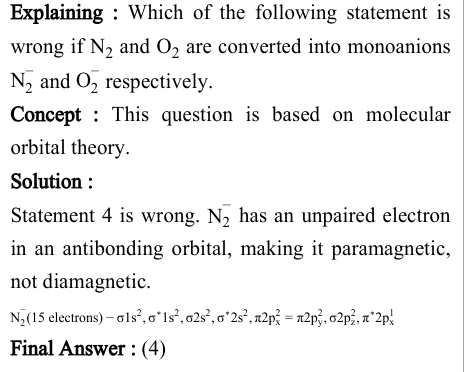 Explaining : Which of the following statement is
wrong if N₂ and O₂ are converted into monoanions
N₂⁻ and O₂⁻ respectively.
Concept : This question is based on molecular
orbital theory.
Solution :
Statement 4 is wrong. N₂⁻ has an unpaired electron
in an antibonding orbital, making it paramagnetic,
not diamagnetic.
N₂⁻(15 electrons) – σ1s², σ*1s², σ2s², σ*2s², π2pₓ² = π2p_y², σ2p_z², π*2pₓ¹
Final Answer : (4)